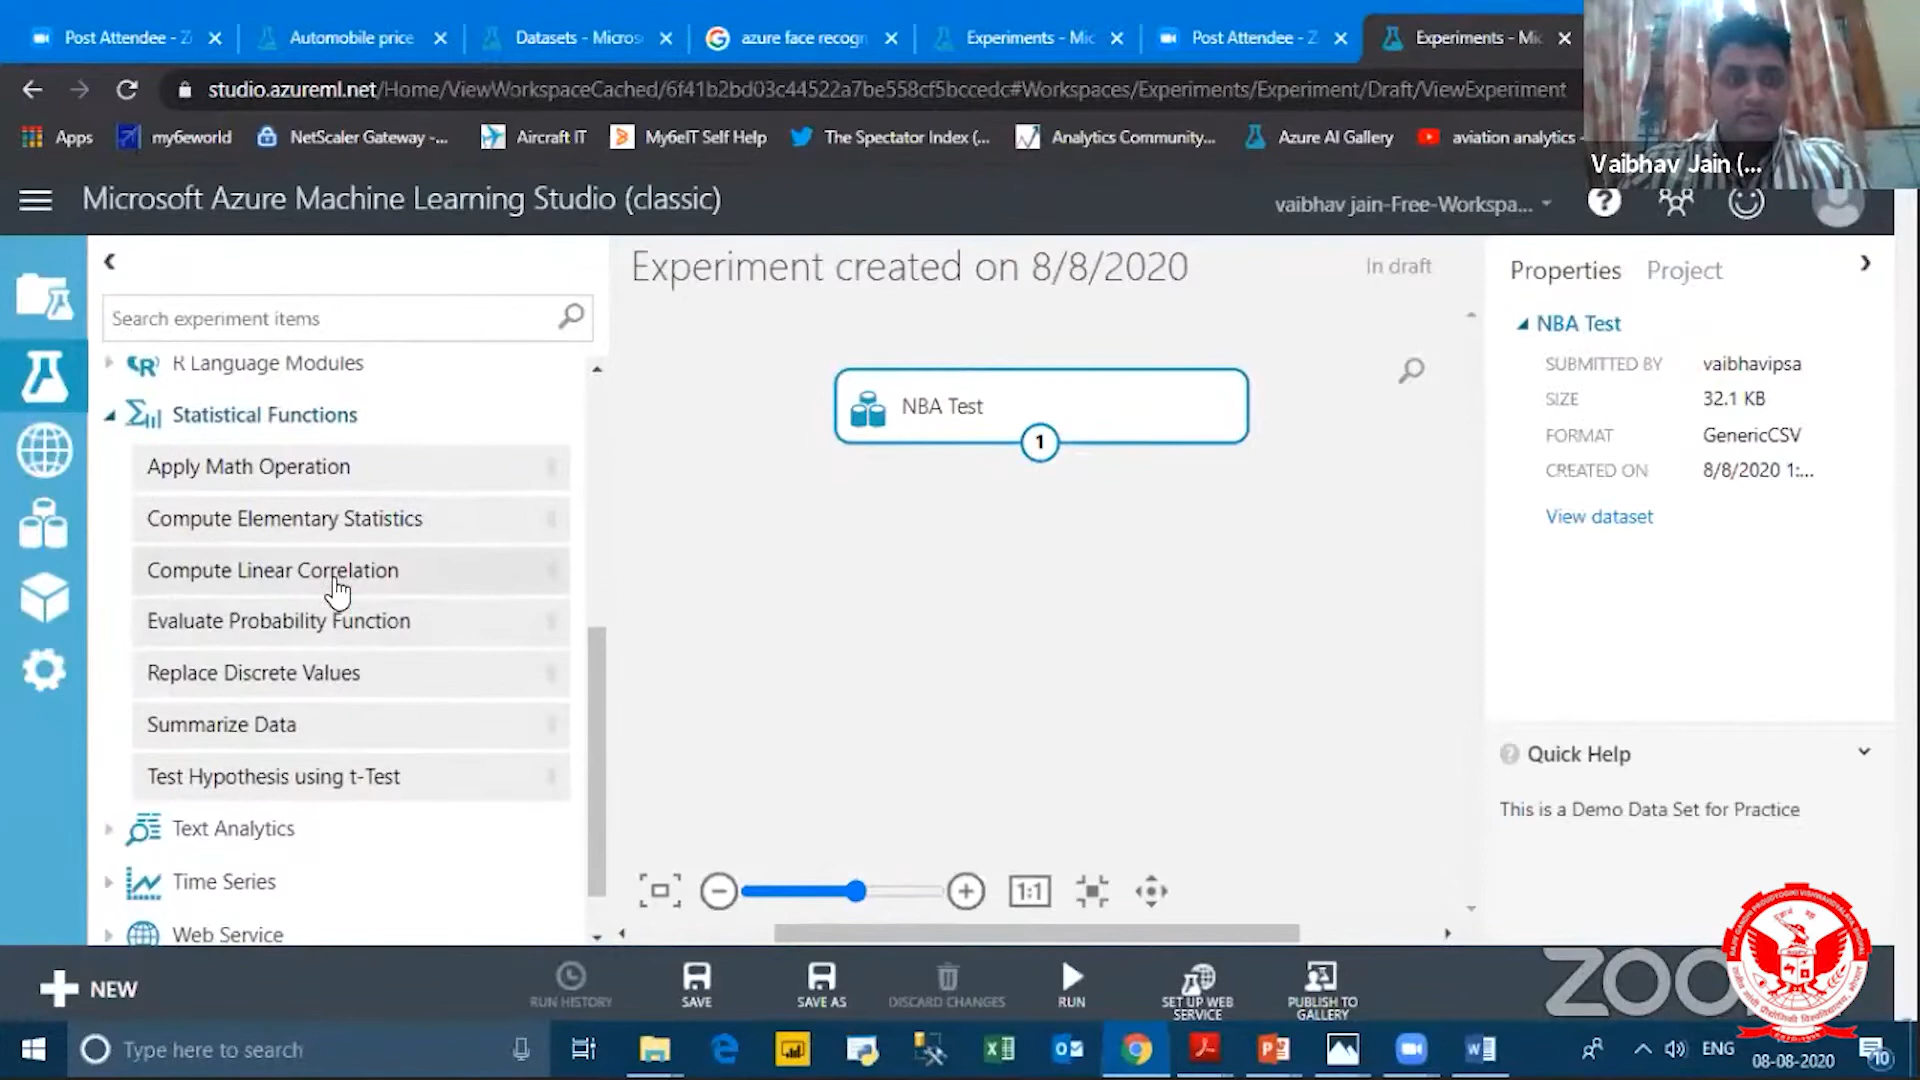 Post Attendee - Z
Automobile price
Datasets - Micros
azure face recogn
Experiments - Mic
Post Attendee - Z
Experiments - Mic
studio.azureml.net/Home/ViewWorkspaceCached/6f41b2bd03c44522a7be558cf5bccedc#Workspaces/Experiments/Experiment/Draft/ViewExperiment
Apps
my6eworld
NetScaler Gateway -...
Aircraft IT
My6eIT Self Help
The Spectator Index (...
Analytics Community...
Azure AI Gallery
aviation analytics -
Vaibhav Jain (...
Microsoft Azure Machine Learning Studio (classic)
vaibhav jain-Free-Workspa...
Search experiment items
R Language Modules
Statistical Functions
Apply Math Operation
Compute Elementary Statistics
Compute Linear Correlation
Evaluate Probability Function
Replace Discrete Values
Summarize Data
Test Hypothesis using t-Test
Text Analytics
Time Series
Web Service
Experiment created on 8/8/2020
In draft
NBA Test
1
1:1
Properties Project
NBA Test
SUBMITTED BY vaibhavipsa
SIZE 32.1 KB
FORMAT GenericCSV
CREATED ON 8/8/2020 1:...
View dataset
Quick Help
This is a Demo Data Set for Practice
NEW
RUN HISTORY
SAVE
SAVE AS
DISCARD CHANGES
RUN
SET UP WEB SERVICE
PUBLISH TO GALLERY
Type here to search
ENG
08-08-2020
10